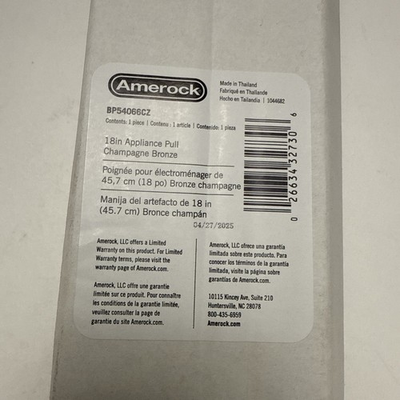 Amerock
Made in Thailand
Fabriqué en Thaïlande
Hecho en Tailandia | 1044682
BP54066CZ
Contents: 1 piece | Contenu : 1 article | Contenido: 1 pieza
18in Appliance Pull
Champagne Bronze
Poignée pour électroménager de
45,7 cm (18 po) Bronze champagne
Manija del artefacto de 18 in
(45.7 cm) Bronce champán
04/27/2025
0 26634 32730 6
Amerock, LLC offers a Limited
Warranty on this product. For Limited
Warranty terms, please visit the
warranty page of Amerock.com.
Amerock, LLC offre une garantie
limitée sur ce produit. Pour connaître
les conditions de la garantie limitée,
veuillez consulter la page de
garantie du site Amerock.com.
Amerock, LLC ofrece una garantía
limitada sobre este producto. Para
conocer los términos de la garantía
limitada, visite la página sobre
garantías de Amerock.com.
10115 Kincey Ave, Suite 210
Huntersville, NC 28078
800-435-6959
Amerock.com